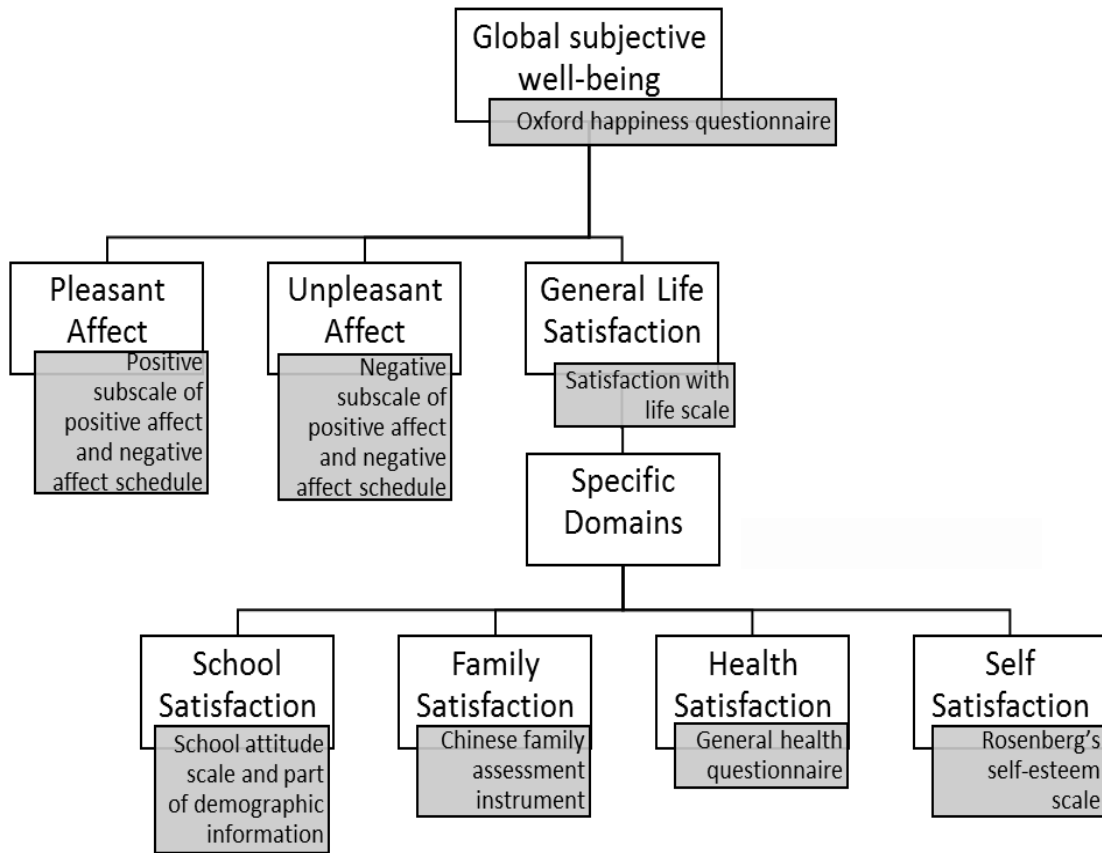 Global subjective
well-being
Oxford happiness questionnaire
Pleasant
Affect
Positive
subscale of
positive affect
and negative
affect schedule
Unpleasant
Affect
Negative
subscale of
positive affect
and negative
affect schedule
General Life
Satisfaction
Satisfaction with
life scale
Specific
Domains
School
Satisfaction
School attitude
scale and part
of demographic
information
Family
Satisfaction
Chinese family
assessment
instrument
Health
Satisfaction
General health
questionnaire
Self
Satisfaction
Rosenberg's
self-esteem
scale